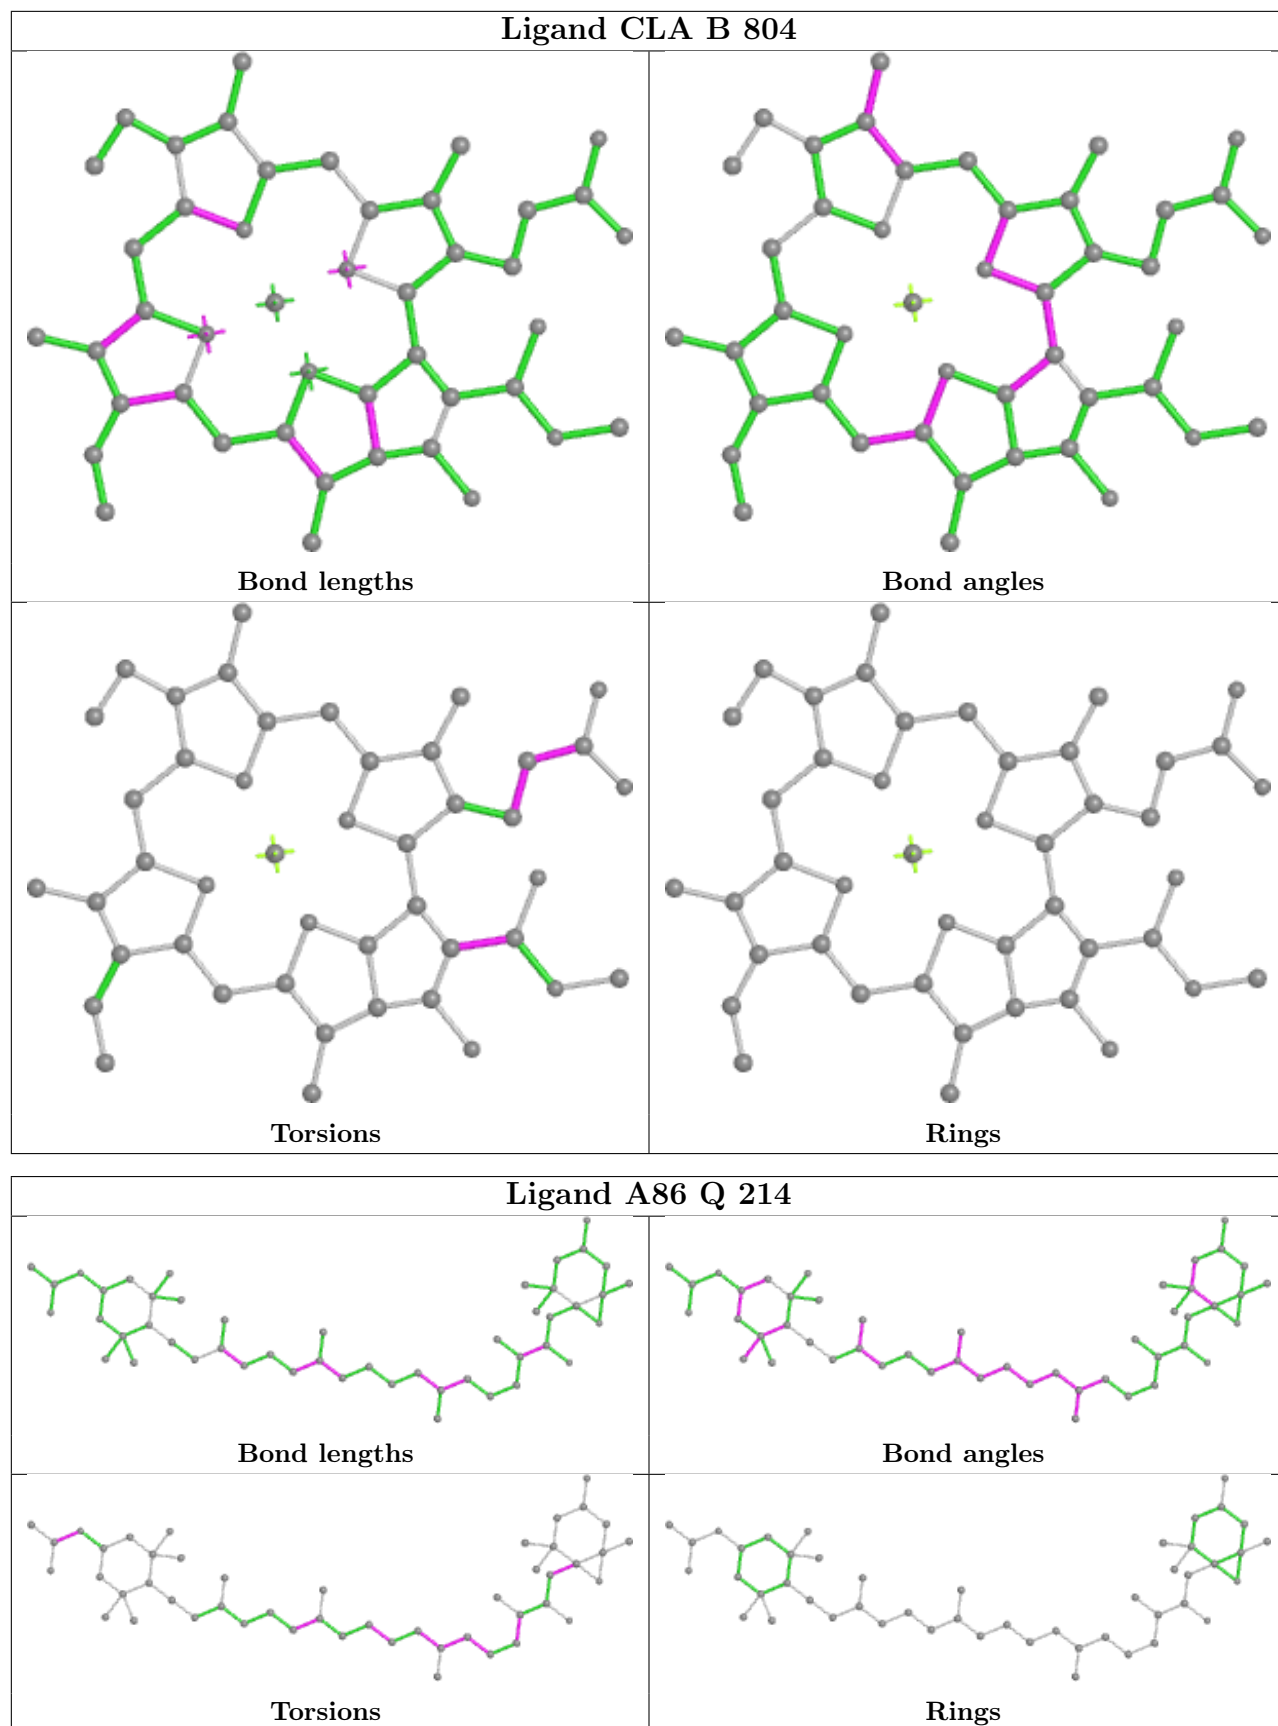 Ligand CLA B 804
Bond lengths
Bond angles
Torsions
Rings
Ligand A86 Q 214
Bond lengths
Bond angles
Torsions
Rings